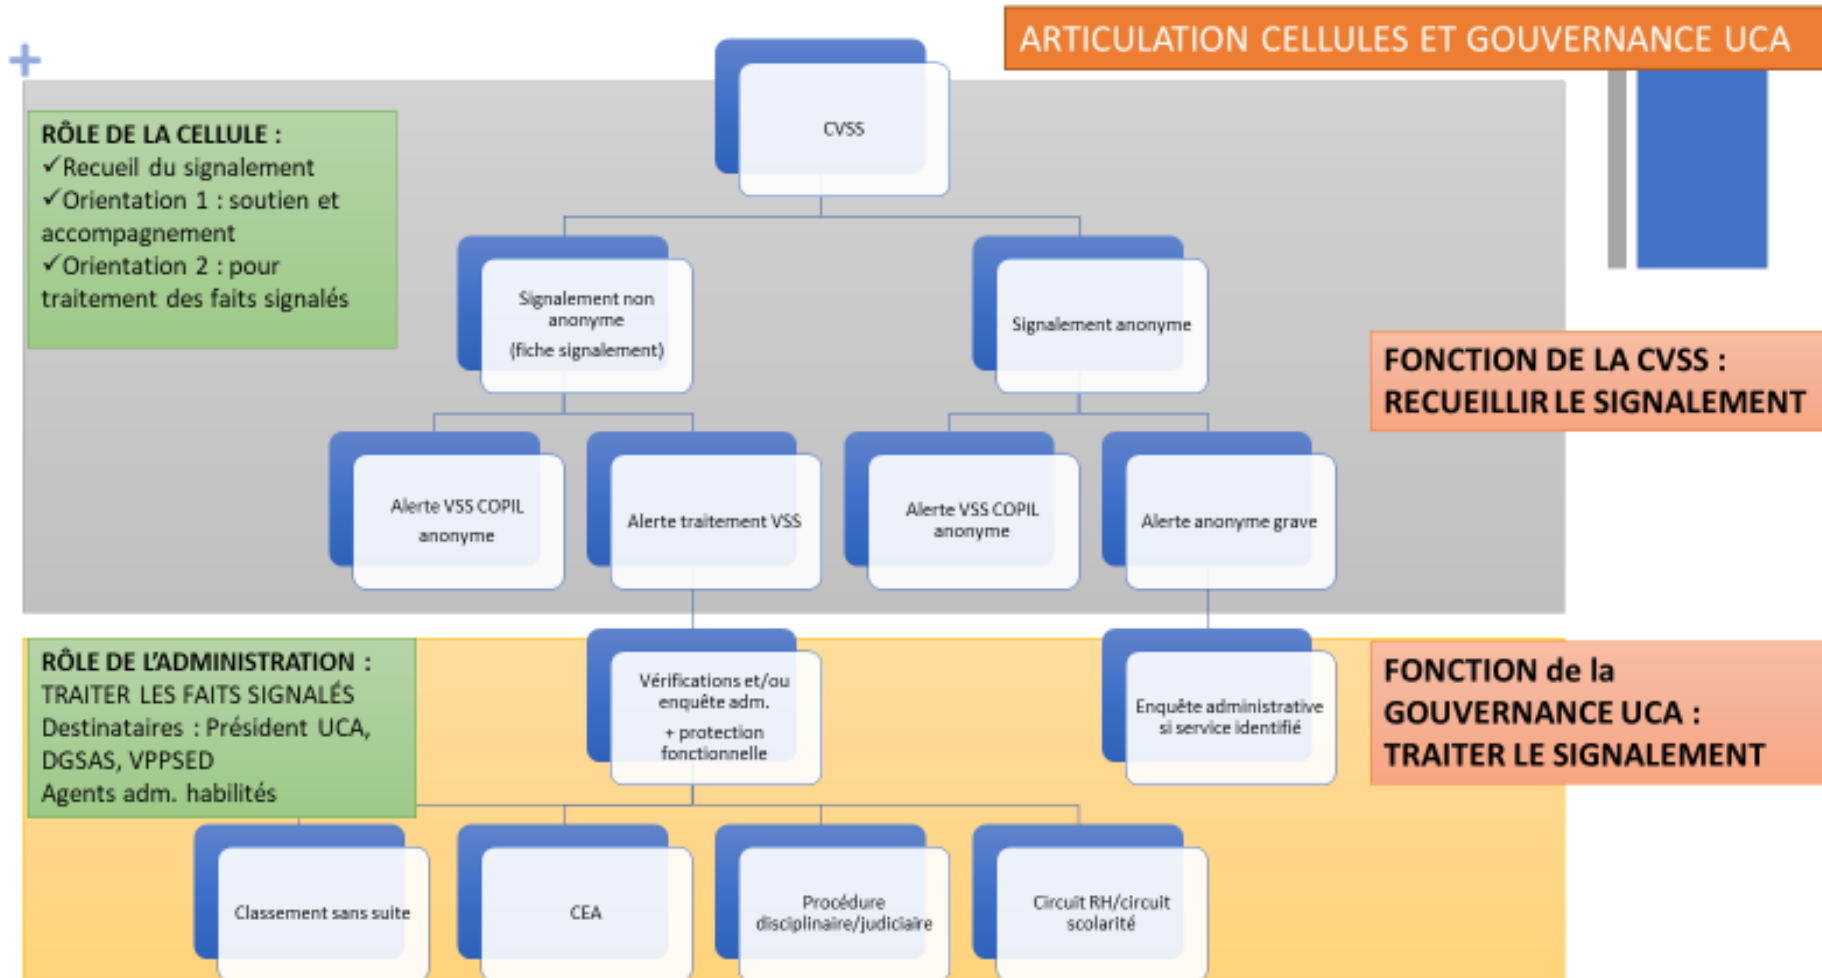 ARTICULATION CELLULES ET GOUVERNANCE UCA
RÔLE DE LA CELLULE :
✓Recueil du signalement
✓Orientation 1 : soutien et
accompagnement
✓Orientation 2 : pour
traitement des faits signalés
CVSS
Signalement non
anonyme
(fiche signalement)
Signalement anonyme
FONCTION DE LA CVSS :
RECUEILLIR LE SIGNALEMENT
Alerte VSS COPIL
anonyme
Alerte traitement VSS
Alerte VSS COPIL
anonyme
Alerte anonyme grave
RÔLE DE L'ADMINISTRATION :
TRAITER LES FAITS SIGNALÉS
Destinataires : Président UCA,
DGSAS, VPPSED
Agents adm. habilités
Vérifications et/ou
enquête adm.
+ protection
fonctionnelle
Enquête administrative
si service identifié
FONCTION de la
GOUVERNANCE UCA :
TRAITER LE SIGNALEMENT
Classement sans suite
CEA
Procédure
disciplinaire/judiciaire
Circuit RH/circuit
scolarité